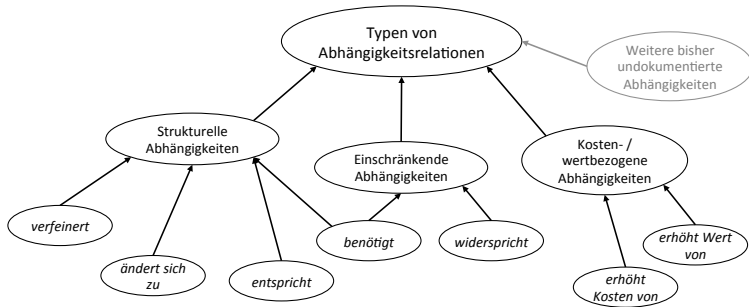 Typen von
Abhängigkeitsrelationen
Weitere bisher
undokumentierte
Abhängigkeiten
Strukturelle
Abhängigkeiten
Einschränkende
Abhängigkeiten
Kosten- /
wertbezogene
Abhängigkeiten
verfeinert
ändert sich
zu
entspricht
benötigt
widerspricht
erhöht
Kosten von
erhöht Wert
von